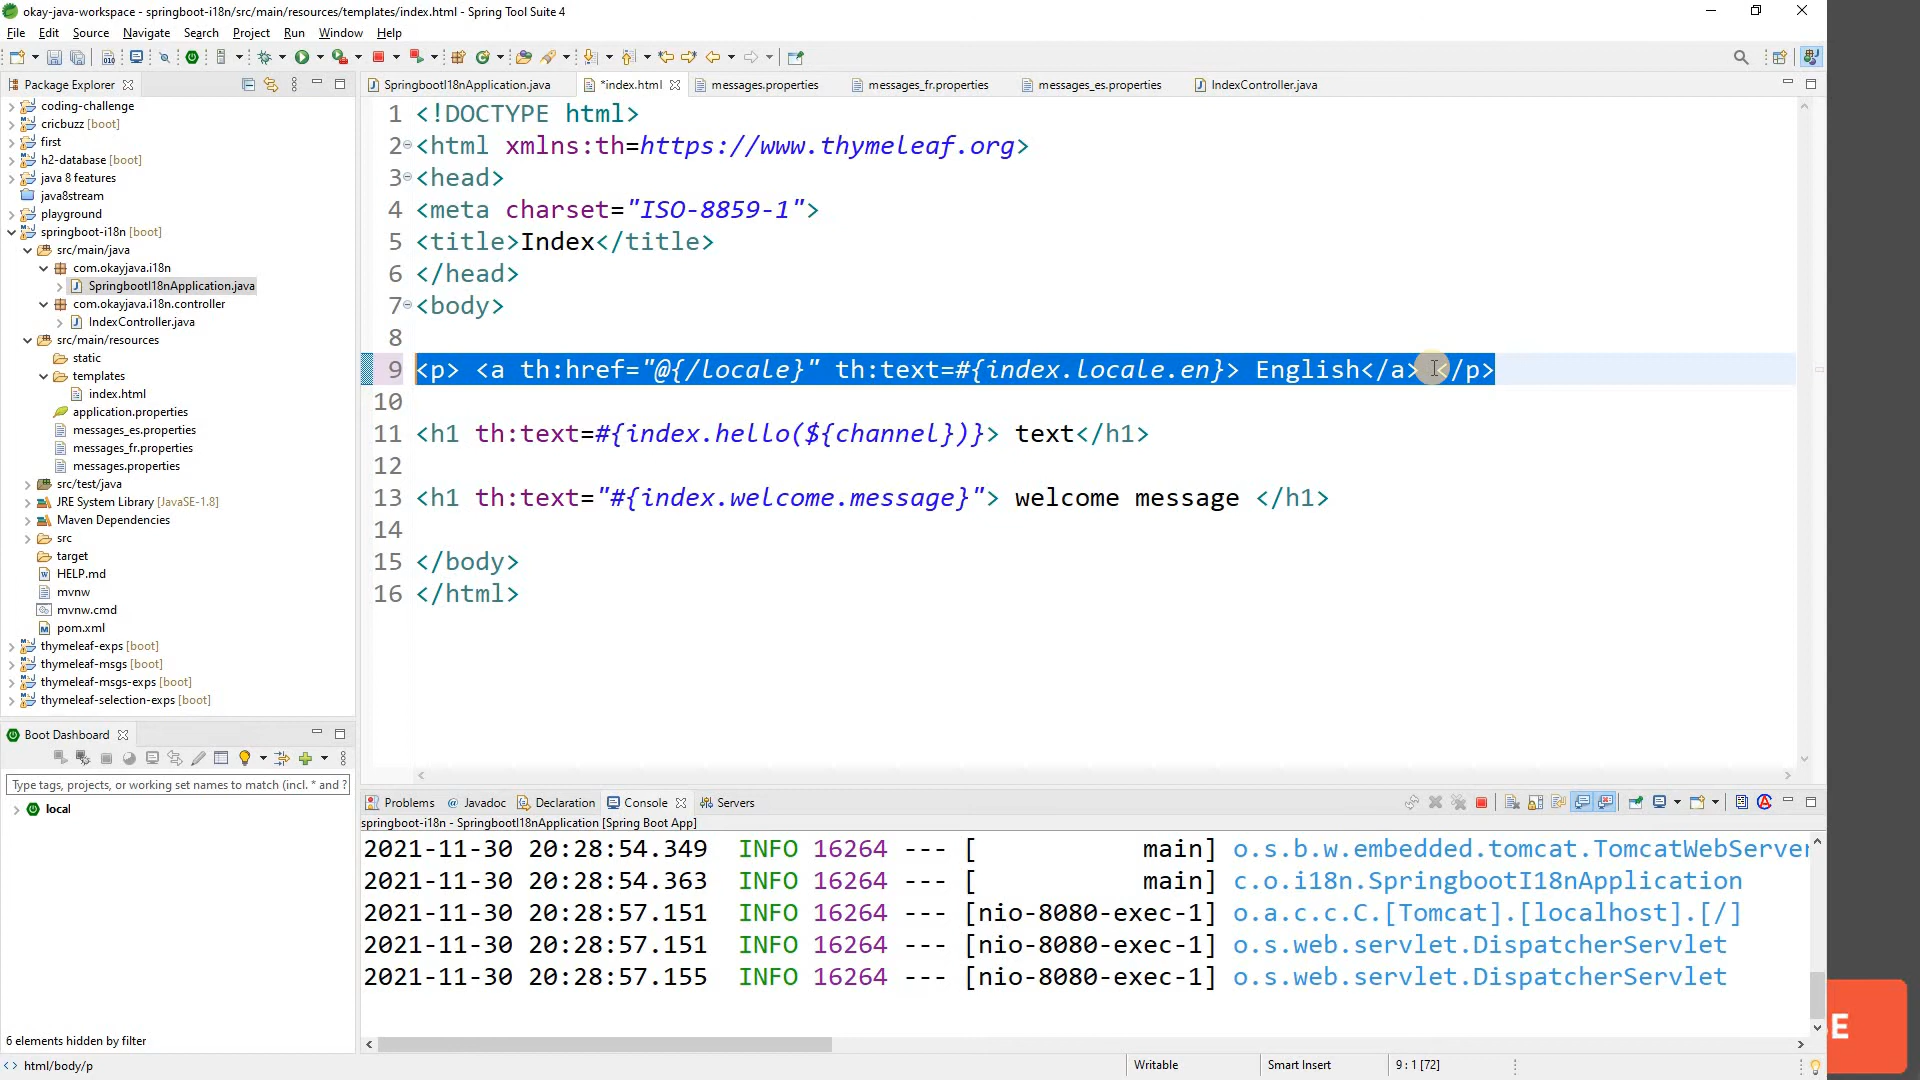 okay-java-workspace - springboot-i18n/src/main/resources/templates/index.html - Spring Tool Suite 4
File Edit Source Navigate Search Project Run Window Help
Package Explorer
SpringbootI18nApplication.java *index.html messages.properties messages_fr.properties messages_es.properties IndexController.java
coding-challenge
cricbuzz [boot]
first
h2-database [boot]
java 8 features
java8stream
playground
springboot-i18n [boot]
src/main/java
com.okayjava.i18n
SpringbootI18nApplication.java
com.okayjava.i18n.controller
IndexController.java
src/main/resources
static
templates
index.html
application.properties
messages_es.properties
messages_fr.properties
messages.properties
src/test/java
JRE System Library [JavaSE-1.8]
Maven Dependencies
src
target
HELP.md
mvnw
mvnw.cmd
pom.xml
thymeleaf-exps [boot]
thymeleaf-msgs [boot]
thymeleaf-msgs-exps [boot]
thymeleaf-selection-exps [boot]
1 <!DOCTYPE html>
2 <html xmlns:th=https://www.thymeleaf.org>
3 <head>
4 <meta charset="ISO-8859-1">
5 <title>Index</title>
6 </head>
7 <body>
8
9 <p> <a th:href="@{/locale}" th:text=#{index.locale.en}> English</a> </p>
10
11 <h1 th:text=#{index.hello(${channel})}> text</h1>
12
13 <h1 th:text="#{index.welcome.message}"> welcome message </h1>
14
15 </body>
16 </html>
Boot Dashboard
Type tags, projects, or working set names to match (incl. * and ?
local
6 elements hidden by filter
Problems Javadoc Declaration Console Servers
springboot-i18n - SpringbootI18nApplication [Spring Boot App]
2021-11-30 20:28:54.349 INFO 16264 --- [ main] o.s.b.w.embedded.tomcat.TomcatWebServer
2021-11-30 20:28:54.363 INFO 16264 --- [ main] c.o.i18n.SpringbootI18nApplication
2021-11-30 20:28:57.151 INFO 16264 --- [nio-8080-exec-1] o.a.c.c.C.[Tomcat].[localhost].[/]
2021-11-30 20:28:57.151 INFO 16264 --- [nio-8080-exec-1] o.s.web.servlet.DispatcherServlet
2021-11-30 20:28:57.155 INFO 16264 --- [nio-8080-exec-1] o.s.web.servlet.DispatcherServlet
html/body/p Writable Smart Insert 9 : 1 [72]